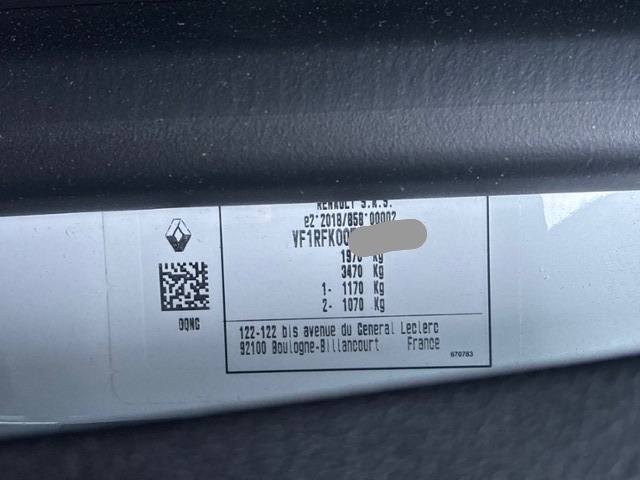 RENAULT S.A.S.
e2*2018/858*00002
VF1RFK00
1970 Kg
3470 Kg
1- 1170 Kg
2- 1070 Kg
122-122 bis avenue du General Leclerc
92100 Boulogne-Billancourt France
670783
DQNG